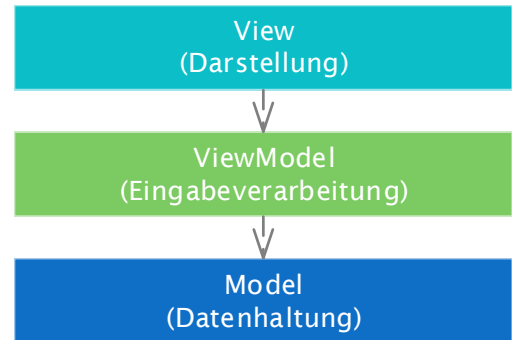 View
(Darstellung)
ViewModel
(Eingabeverarbeitung)
Model
(Datenhaltung)